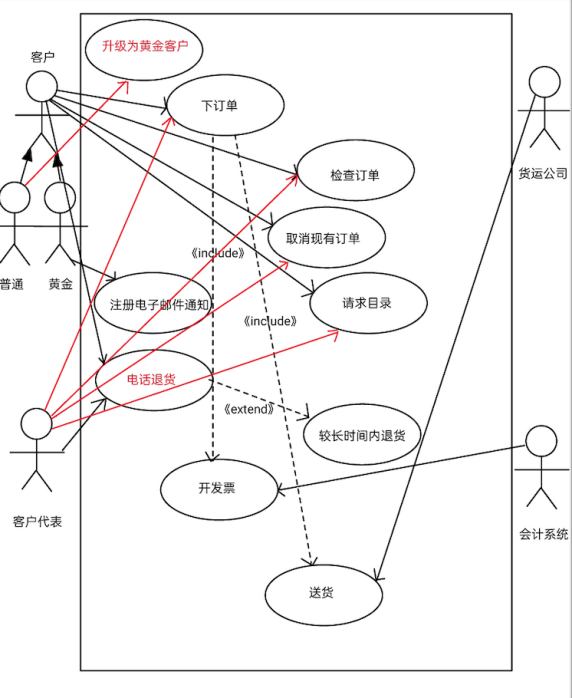 升级为黄金客户
客户
下订单
货运公司
检查订单
取消现有订单
《include》
普通
黄金
注册电子邮件通知
请求目录
《include》
电话退货
《extend》
较长时间内退货
开发票
客户代表
会计系统
送货